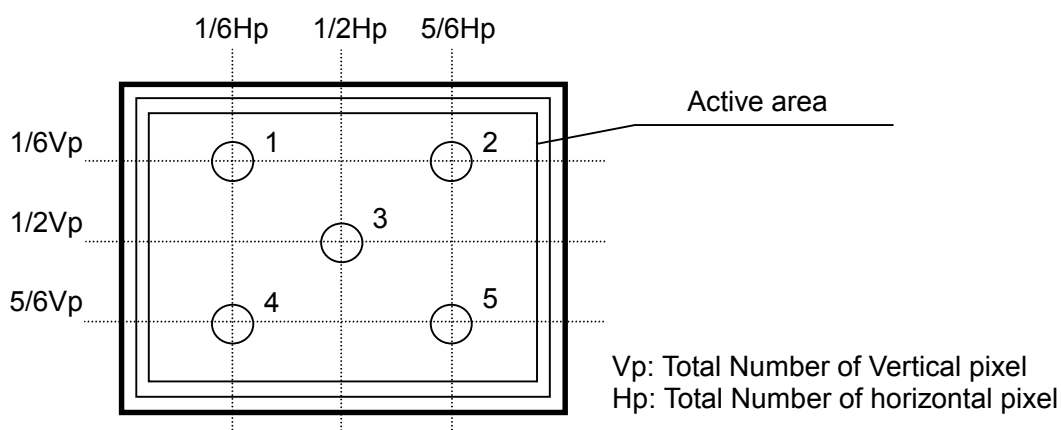 1/6Hp 1/2Hp 5/6Hp
Active area
1/6Vp 1 2
1/2Vp 3
5/6Vp 4 5
Vp: Total Number of Vertical pixel
Hp: Total Number of horizontal pixel